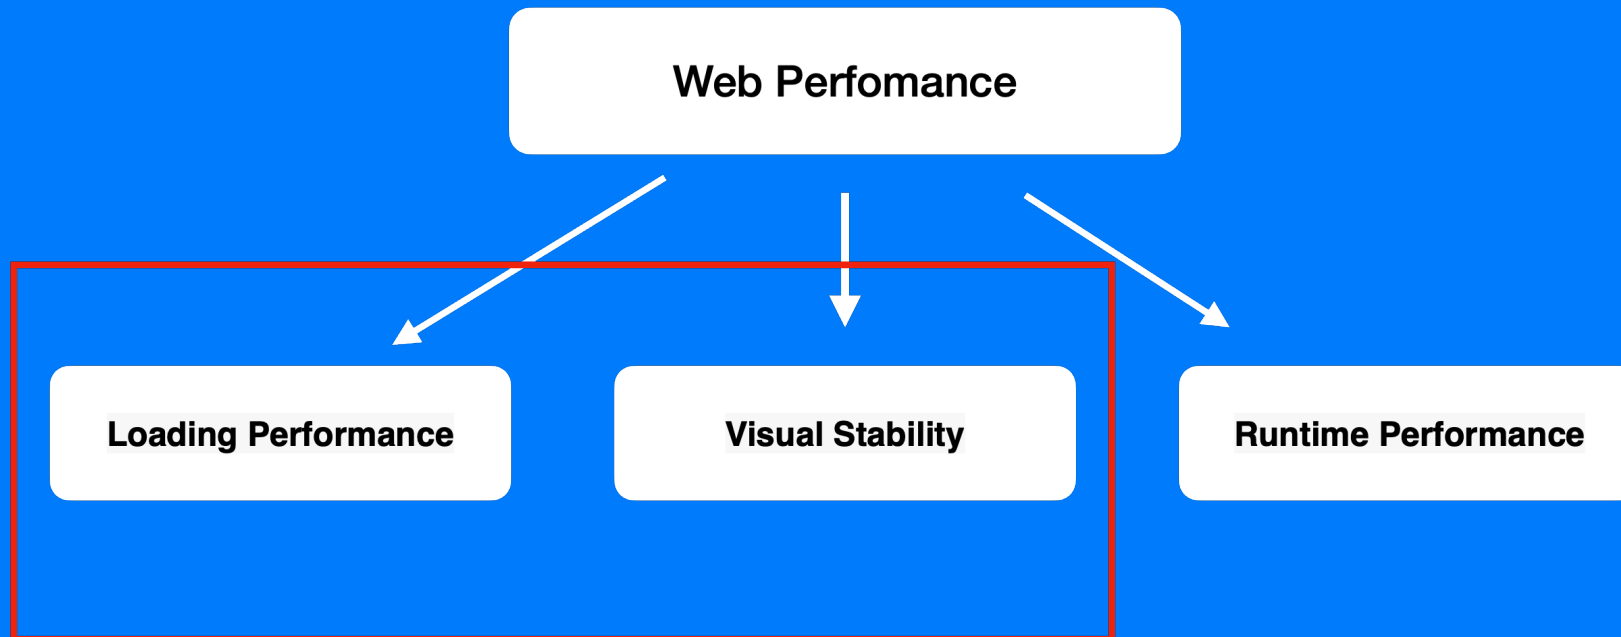 Web Perfomance
Loading Performance
Visual Stability
Runtime Performance